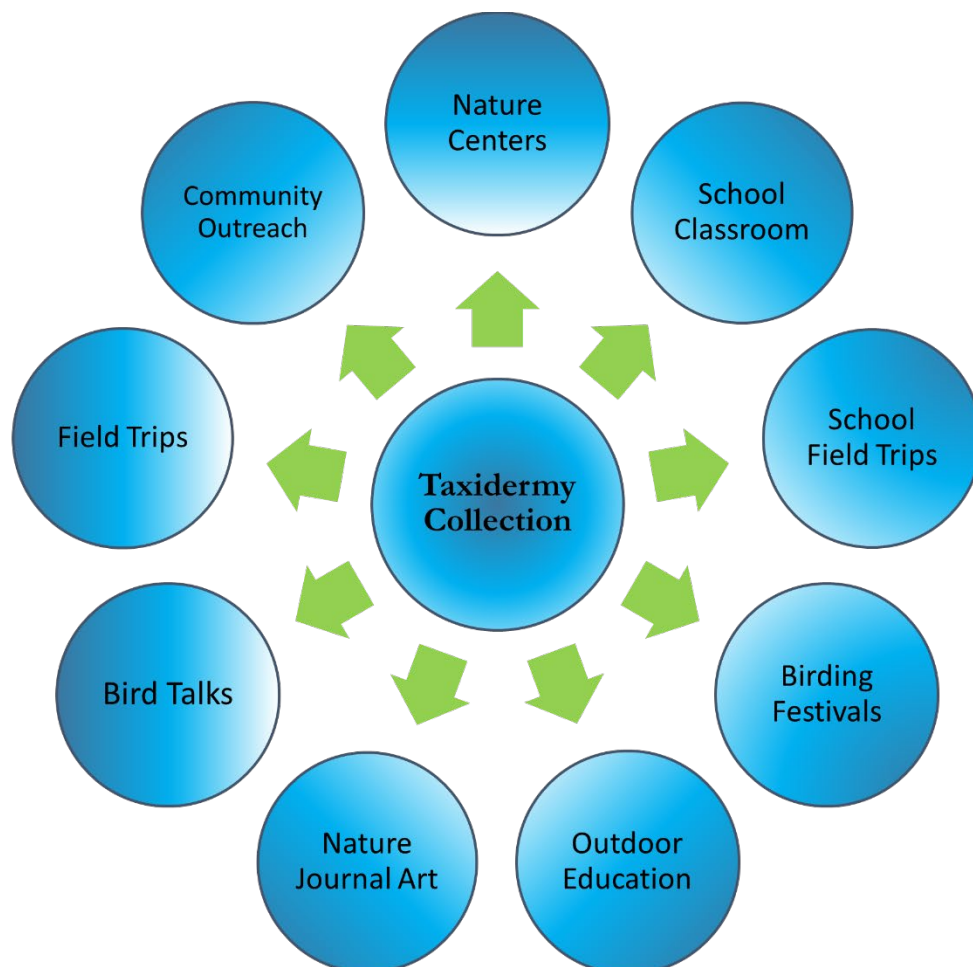 Nature
Centers
School
Classroom
School
Field Trips
Birding
Festivals
Outdoor
Education
Nature
Journal Art
Bird Talks
Field Trips
Community
Outreach
Taxidermy
Collection